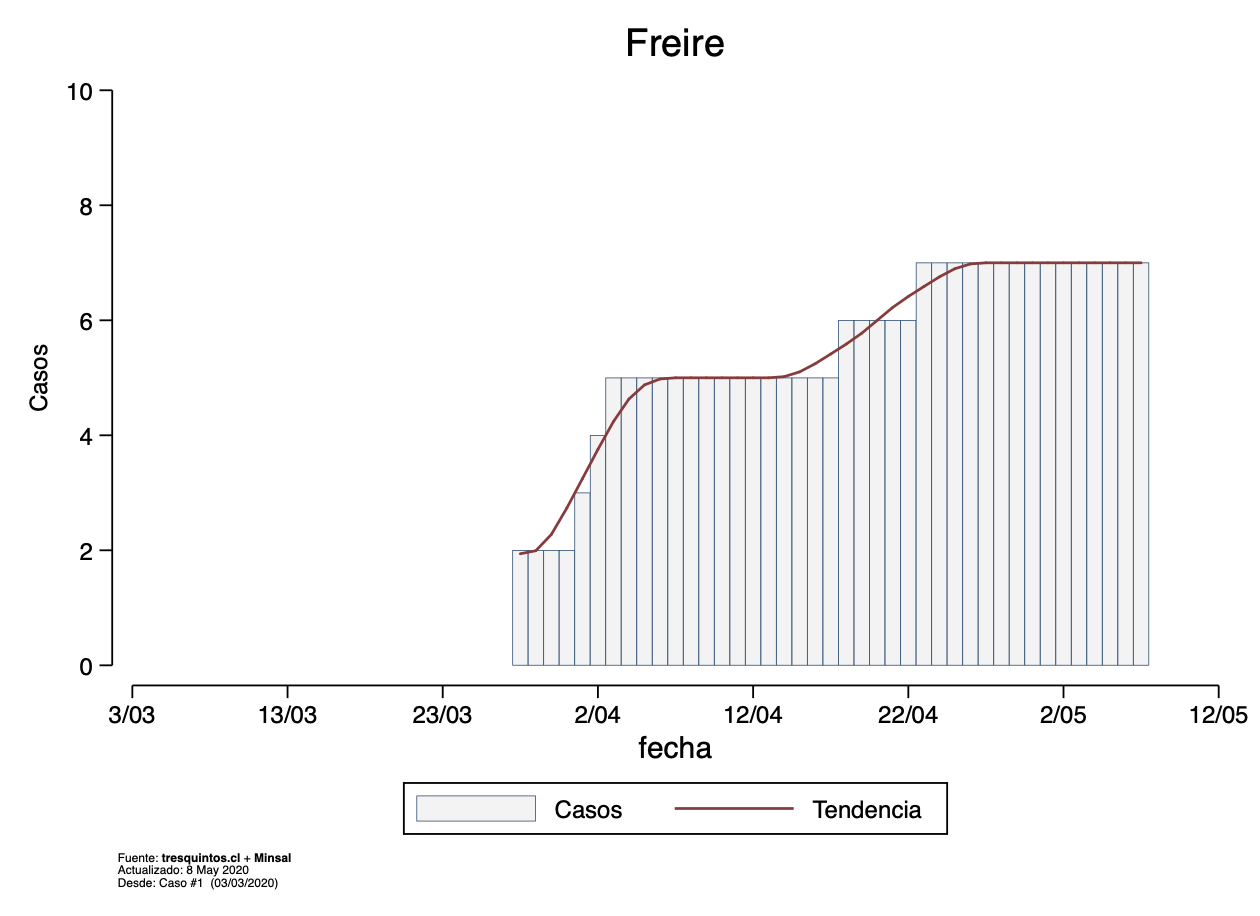 Freire
10
8
6
4
2
0
Casos
3/03 13/03 23/03 2/04 12/04 22/04 2/05 12/05
fecha
Casos Tendencia
Fuente: tresquintos.cl + Minsal
Actualizado: 8 May 2020
Desde: Caso #1 (03/03/2020)